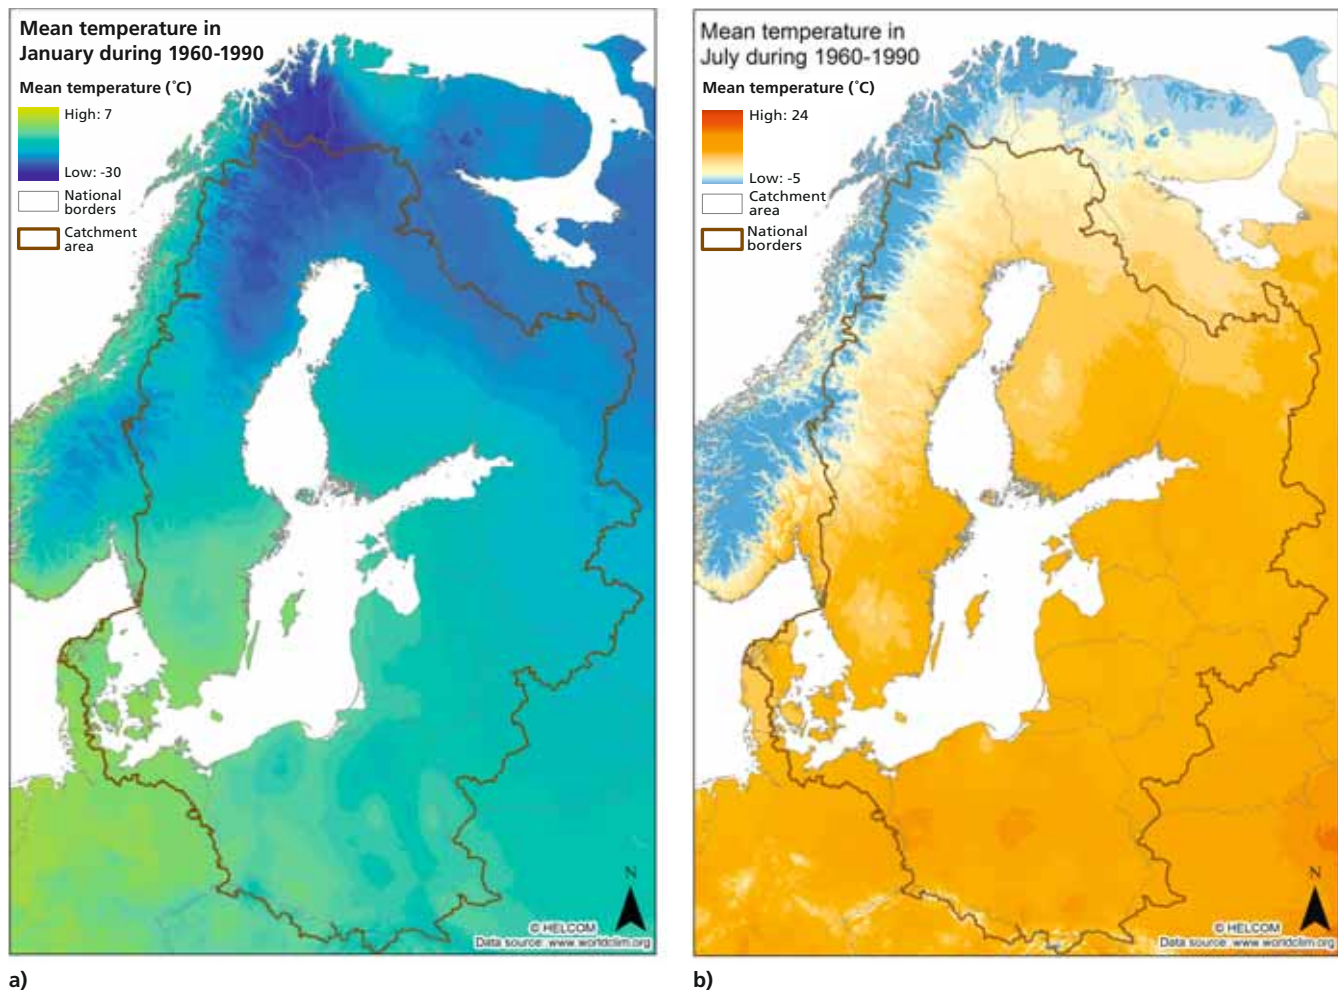 Mean temperature in
January during 1960-1990
Mean temperature (˚C)
High: 7
Low: -30
National
borders
Catchment
area
N
© HELCOM
Data source: www.worldclim.org
a)
Mean temperature in
July during 1960-1990
Mean temperature (˚C)
High: 24
Low: -5
Catchment
area
National
borders
N
© HELCOM
Data source: www.worldclim.org
b)